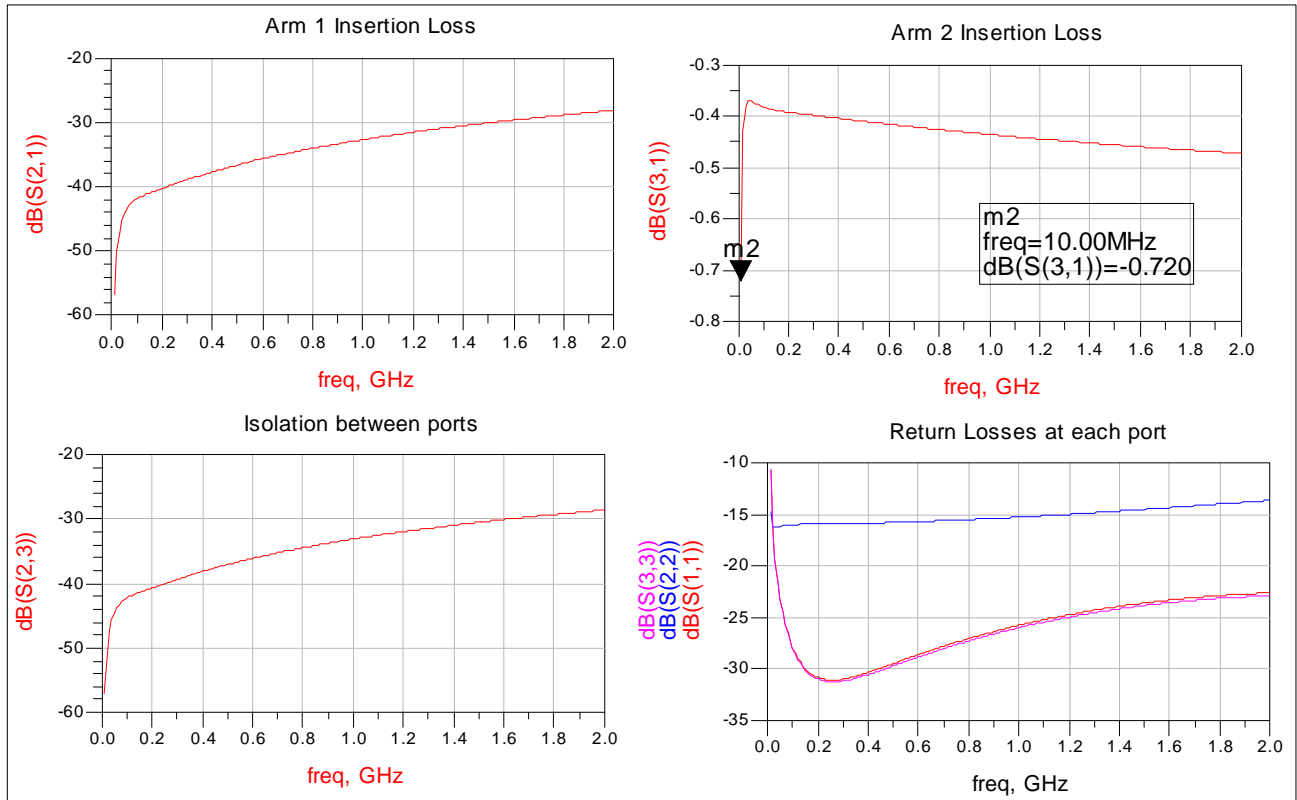 Arm 1 Insertion Loss
-20
-30
-40
-50
-60
dB(S(2,1))
0.0 0.2 0.4 0.6 0.8 1.0 1.2 1.4 1.6 1.8 2.0
freq, GHz
Arm 2 Insertion Loss
-0.3
-0.4
-0.5
-0.6
-0.7
-0.8
dB(S(3,1))
m2
m2
freq=10.00MHz
dB(S(3,1))=-0.720
0.0 0.2 0.4 0.6 0.8 1.0 1.2 1.4 1.6 1.8 2.0
freq, GHz
Isolation between ports
-20
-30
-40
-50
-60
dB(S(2,3))
0.0 0.2 0.4 0.6 0.8 1.0 1.2 1.4 1.6 1.8 2.0
freq, GHz
Return Losses at each port
-10
-15
-20
-25
-30
-35
dB(S(3,3))
dB(S(2,2))
dB(S(1,1))
0.0 0.2 0.4 0.6 0.8 1.0 1.2 1.4 1.6 1.8 2.0
freq, GHz